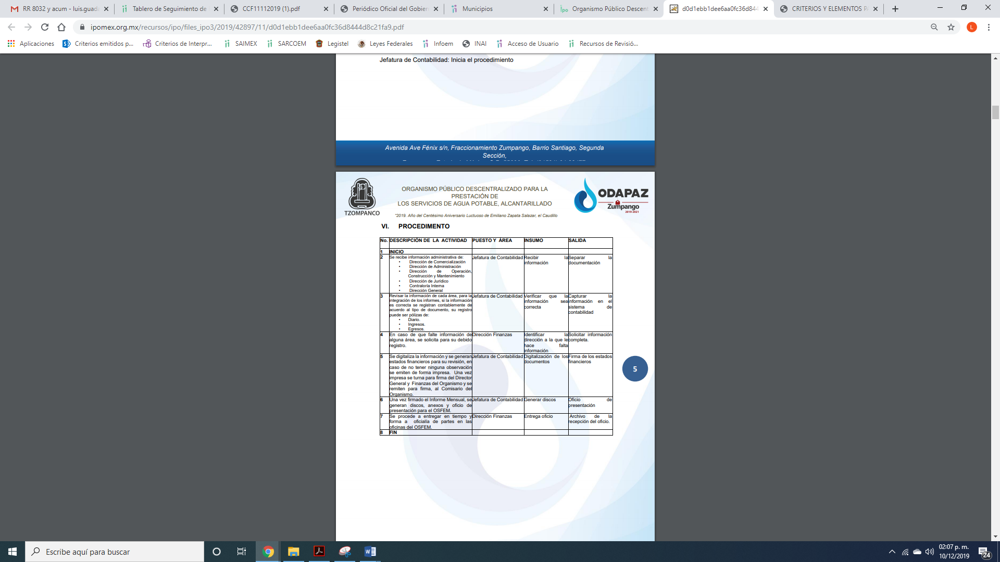 RR 8032 y acum - luis.guad
Tablero de Seguimiento de
CCF11112019 (1).pdf
Periódico Oficial del Gobier
Municipios
Organismo Público Descent
d0d1ebb1dee6aa0fc36d844
CRITERIOS Y ELEMENTOS PA
ipomex.org.mx/recursos/ipo/files_ipo3/2019/42897/11/d0d1ebb1dee6aa0fc36d8444d8c21fa9.pdf
L
Aplicaciones
Criterios emitidos p...
Criterios de Interpr...
SAIMEX
SARCOEM
Legistel
Leyes Federales
Infoem
INAI
Acceso de Usuario
Recursos de Revisió...
Jefatura de Contabilidad: Inicia el procedimiento
Avenida Ave Fénix s/n, Fraccionamiento Zumpango, Barrio Santiago, Segunda
Sección,
TZOMPANCO
ORGANISMO PÚBLICO DESCENTRALIZADO PARA LA
PRESTACIÓN DE
LOS SERVICIOS DE AGUA POTABLE, ALCANTARILLADO
"2019. Año del Centésimo Aniversario Luctuoso de Emiliano Zapata Salazar, el Caudillo
ODAPAZ
Zumpango
2019-2021
VI. PROCEDIMENTO
No. DESCRIPCIÓN DE LA ACTIVIDAD PUESTO Y ÁREA INSUMO SALIDA
1 INICIO
2 Se recibe información administrativa de:
• Dirección de Comercialización
• Dirección de Administración
• Dirección de Operación,
Construcción y Mantenimiento
• Dirección de Jurídico
• Contraloría Interna
• Dirección General
Jefatura de Contabilidad
Recibir la
información
Separar la
documentación
3 Revisar la información de cada área, para la
integración de los informes, si la información
es correcta se registran contablemente de
acuerdo al tipo de documento, su registro
puede ser pólizas de:
• Diario.
• Ingresos.
• Egresos.
Jefatura de Contabilidad
Verificar que la
información sea
correcta
Capturar la
información en el
sistema de
contabilidad
4 En caso de que falte información de
alguna área, se solicita para su debido
registro.
Dirección Finanzas
Identificar la
dirección a la que le
hace falta
información
Solicitar información
completa.
5 Se digitaliza la información y se generan
estados financieros para su revisión, en
caso de no tener ninguna observación
se emiten de forma impresa. Una vez
impresa se turna para firma del Director
General y Finanzas del Organismo y se
remiten para firma, al Comisario del
Organismo.
Jefatura de Contabilidad
Digitalización de los
documentos
Firma de los estados
financieros
6 Una vez firmado el Informe Mensual, se
generan discos, anexos y oficio de
presentación para el OSFEM.
Jefatura de Contabilidad
Generar discos
Oficio de
presentación
7 Se procede a entregar en tiempo y
forma a oficialía de partes en las
oficinas del OSFEM.
Dirección Finanzas
Entrega oficio
Archivo de la
recepción del oficio.
8 FIN
5
Escribe aquí para buscar
02:07 p. m.
10/12/2019
24